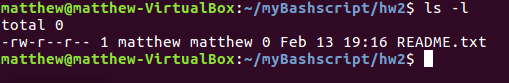 matthew@matthew-VirtualBox:~/myBashscript/hw2$ ls -l
total 0
-rw-r--r-- 1 matthew matthew 0 Feb 13 19:16 README.txt
matthew@matthew-VirtualBox:~/myBashscript/hw2$